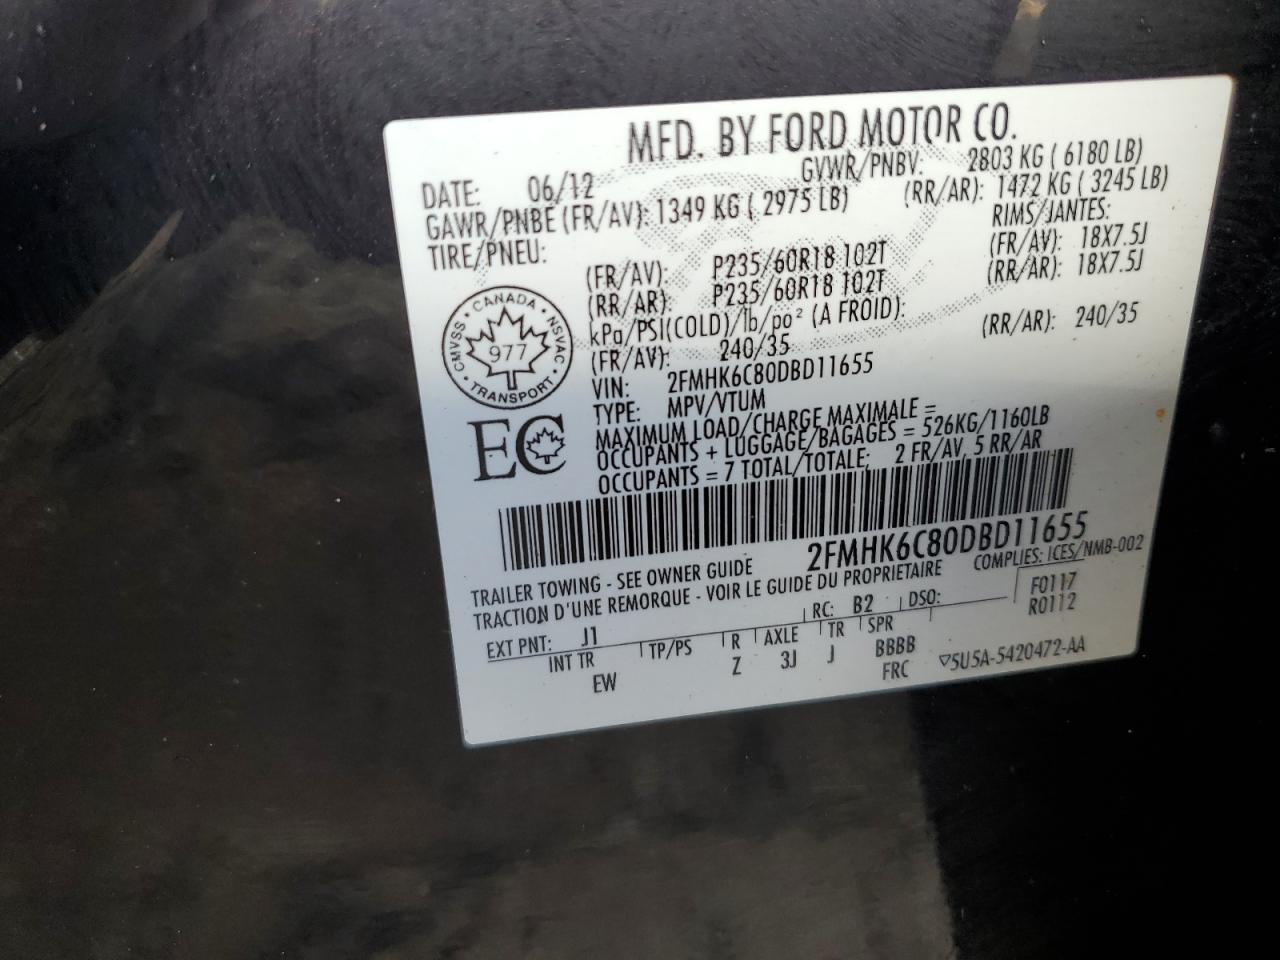 MFD. BY FORD MOTOR CO.
DATE: 06/12 GVWR/PNBV: 2803 KG ( 6180 LB)
GAWR/PNBE (FR/AV): 1349 KG ( 2975 LB) (RR/AR): 1472 KG ( 3245 LB)
TIRE/PNEU: RIMS/JANTES:
(FR/AV): P235/60R18 102T (FR/AV): 18X7.5J
(RR/AR): P235/60R18 102T (RR/AR): 18X7.5J
kPa/PSI(COLD)/lb/po² (A FROID):
(FR/AV): 240/35 (RR/AR): 240/35
VIN: 2FMHK6C80DBD11655
TYPE: MPV/VTUM
MAXIMUM LOAD/CHARGE MAXIMALE =
OCCUPANTS + LUGGAGE/BAGAGES = 526KG/1160LB
OCCUPANTS = 7 TOTAL/TOTALE; 2 FR/AV, 5 RR/AR
CANADA
CMVSS NSVAC
977
TRANSPORT
EC
2FMHK6C80DBD11655
TRAILER TOWING - SEE OWNER GUIDE COMPLIES: ICES/NMB-002
TRACTION D'UNE REMORQUE - VOIR LE GUIDE DU PROPRIETAIRE
F0117
R0112
EXT PNT: J1 RC: B2 DSO:
INT TR TP/PS R AXLE TR SPR
EW Z 3J J BBBB
FRC ▽5U5A-5420472-AA